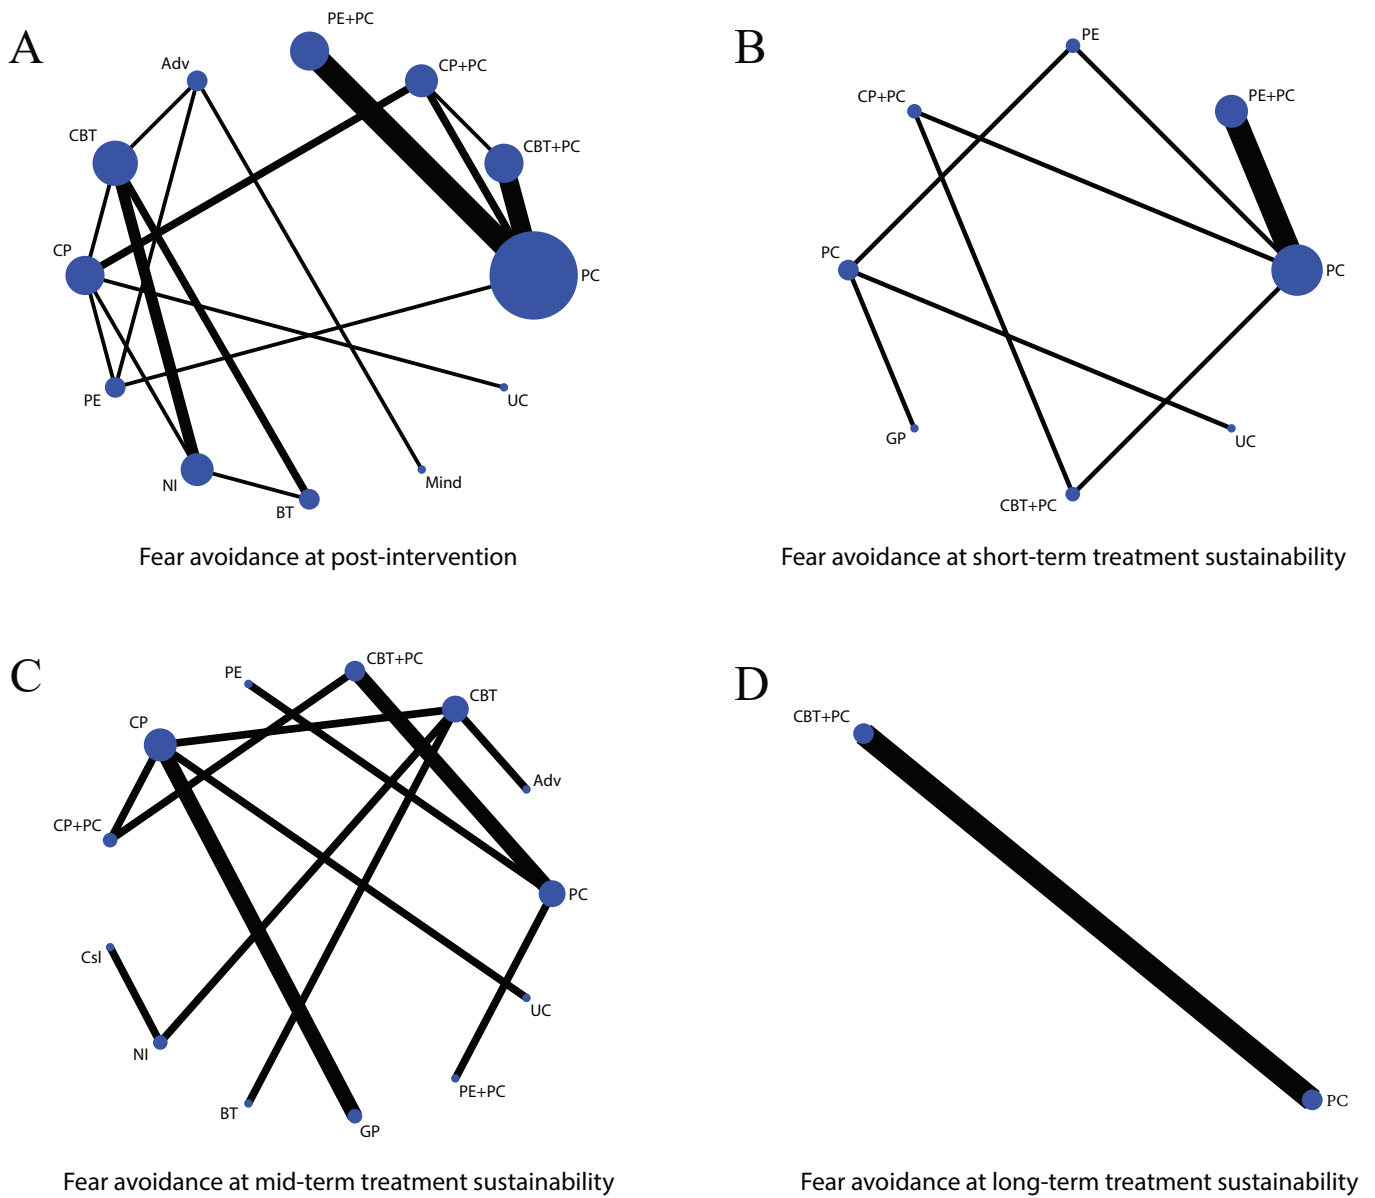 A
PE+PC
CP+PC
Adv
CBT
CBT+PC
CP
PC
PE
UC
NI
Mind
BT
Fear avoidance at post-intervention
B
PE
CP+PC
PE+PC
PC
PC
GP
UC
CBT+PC
Fear avoidance at short-term treatment sustainability
C
PE
CBT+PC
CBT
CP
Adv
CP+PC
PC
Csl
UC
NI
PE+PC
BT
GP
Fear avoidance at mid-term treatment sustainability
D
CBT+PC
PC
Fear avoidance at long-term treatment sustainability